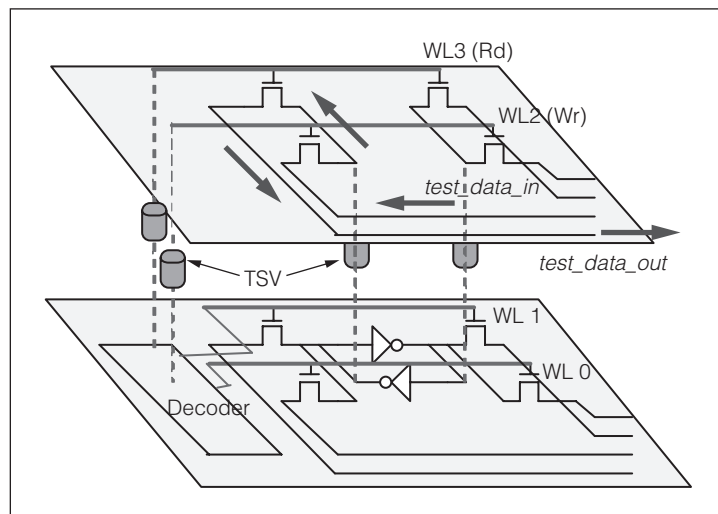 WL3 (Rd)
WL2 (Wr)
test_data_in
test_data_out
TSV
WL 1
WL 0
Decoder